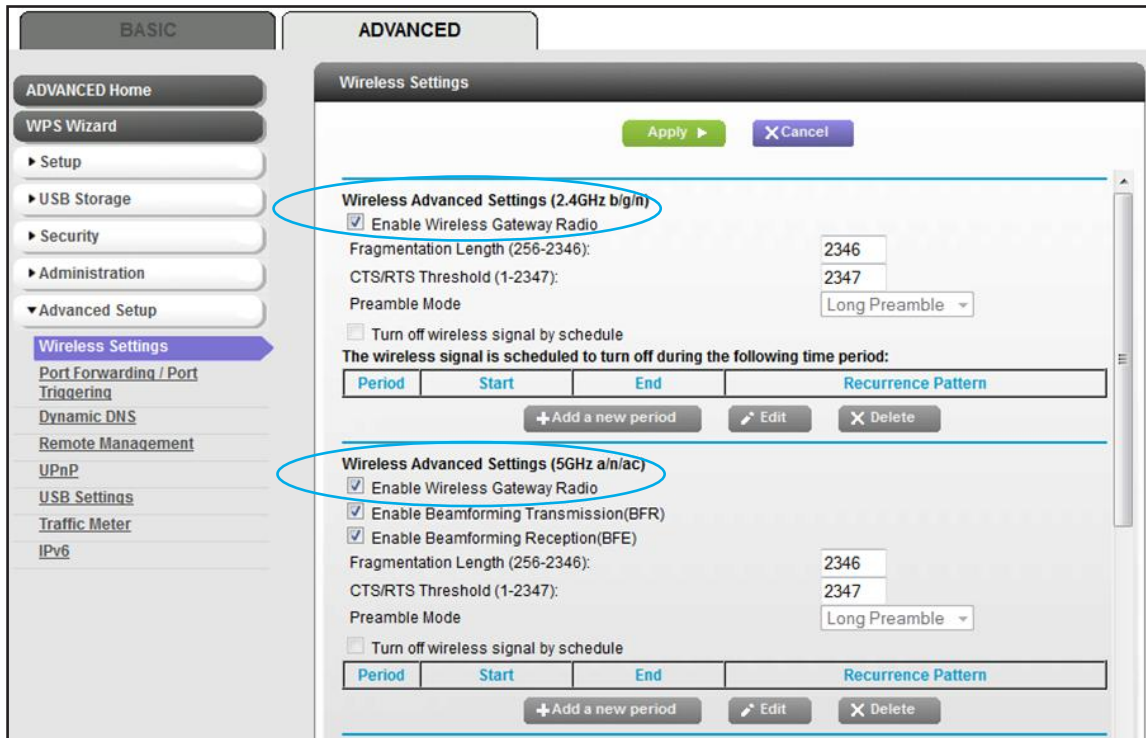 BASIC
ADVANCED
ADVANCED Home
WPS Wizard
Setup
USB Storage
Security
Administration
Advanced Setup
Wireless Settings
Port Forwarding / Port
Triggering
Dynamic DNS
Remote Management
UPnP
USB Settings
Traffic Meter
IPv6
Wireless Settings
Apply
Cancel
Wireless Advanced Settings (2.4GHz b/g/n)
Enable Wireless Gateway Radio
Fragmentation Length (256-2346): 2346
CTS/RTS Threshold (1-2347): 2347
Preamble Mode Long Preamble
Turn off wireless signal by schedule
The wireless signal is scheduled to turn off during the following time period:
Period Start End Recurrence Pattern
Add a new period Edit Delete
Wireless Advanced Settings (5GHz a/n/ac)
Enable Wireless Gateway Radio
Enable Beamforming Transmission(BFR)
Enable Beamforming Reception(BFE)
Fragmentation Length (256-2346): 2346
CTS/RTS Threshold (1-2347): 2347
Preamble Mode Long Preamble
Turn off wireless signal by schedule
Period Start End Recurrence Pattern
Add a new period Edit Delete